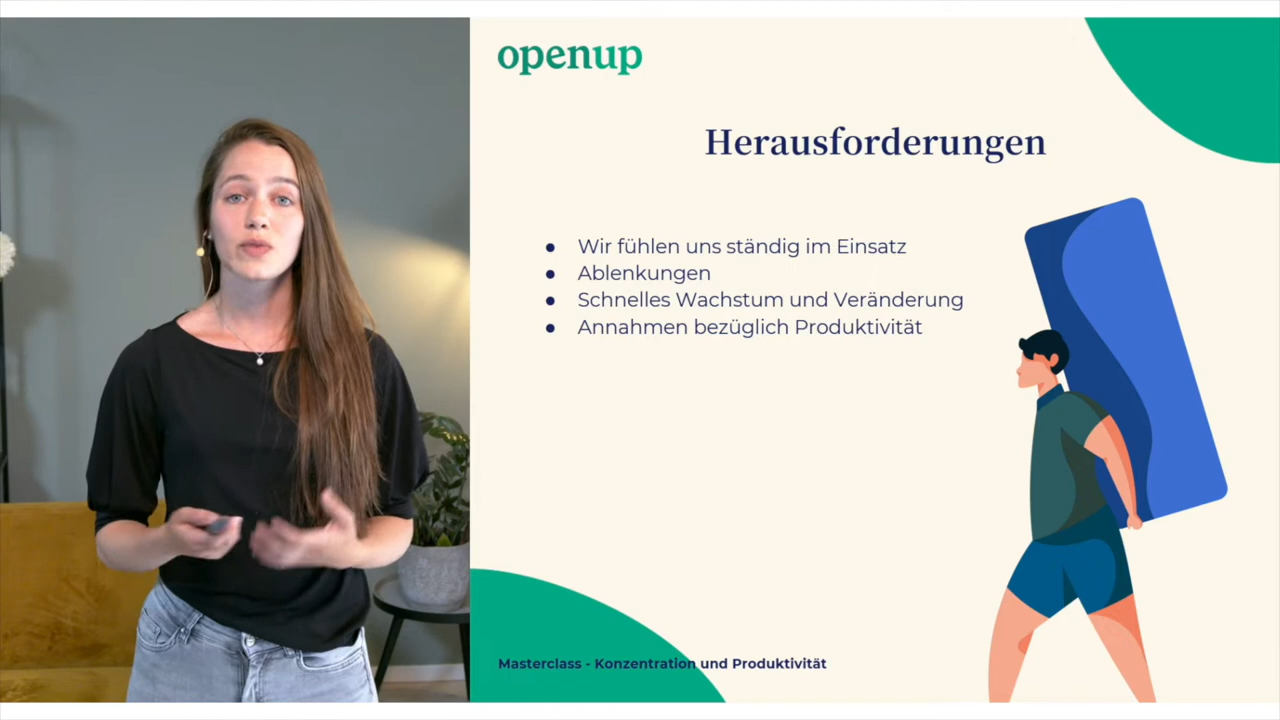 openup
Herausforderungen
● Wir fühlen uns ständig im Einsatz
● Ablenkungen
● Schnelles Wachstum und Veränderung
● Annahmen bezüglich Produktivität
Masterclass - Konzentration und Produktivität